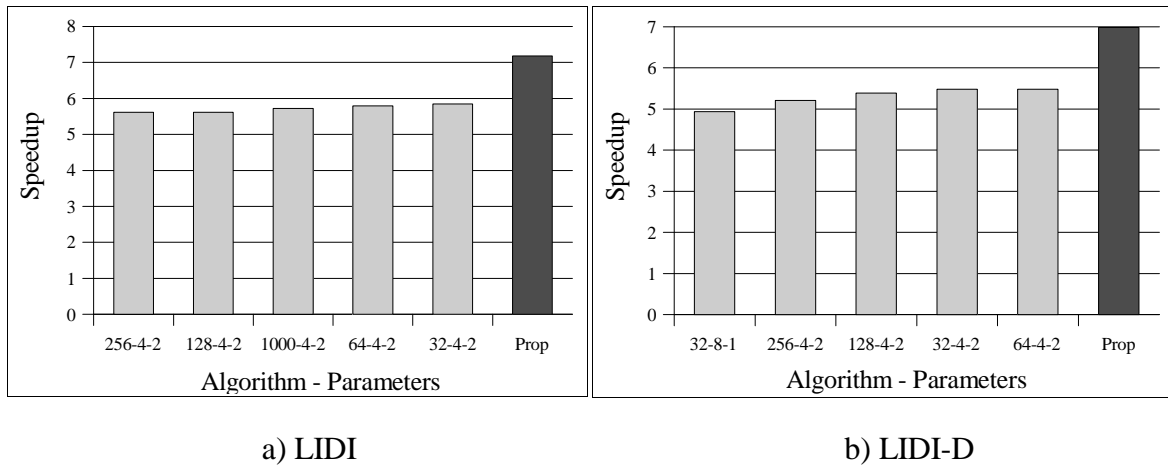 8
7
6
5
4
3
2
1
0
Speedup
256-4-2 128-4-2 1000-4-2 64-4-2 32-4-2 Prop
Algorithm - Parameters
a) LIDI
7
6
5
4
3
2
1
0
Speedup
32-8-1 256-4-2 128-4-2 32-4-2 64-4-2 Prop
Algorithm - Parameters
b) LIDI-D